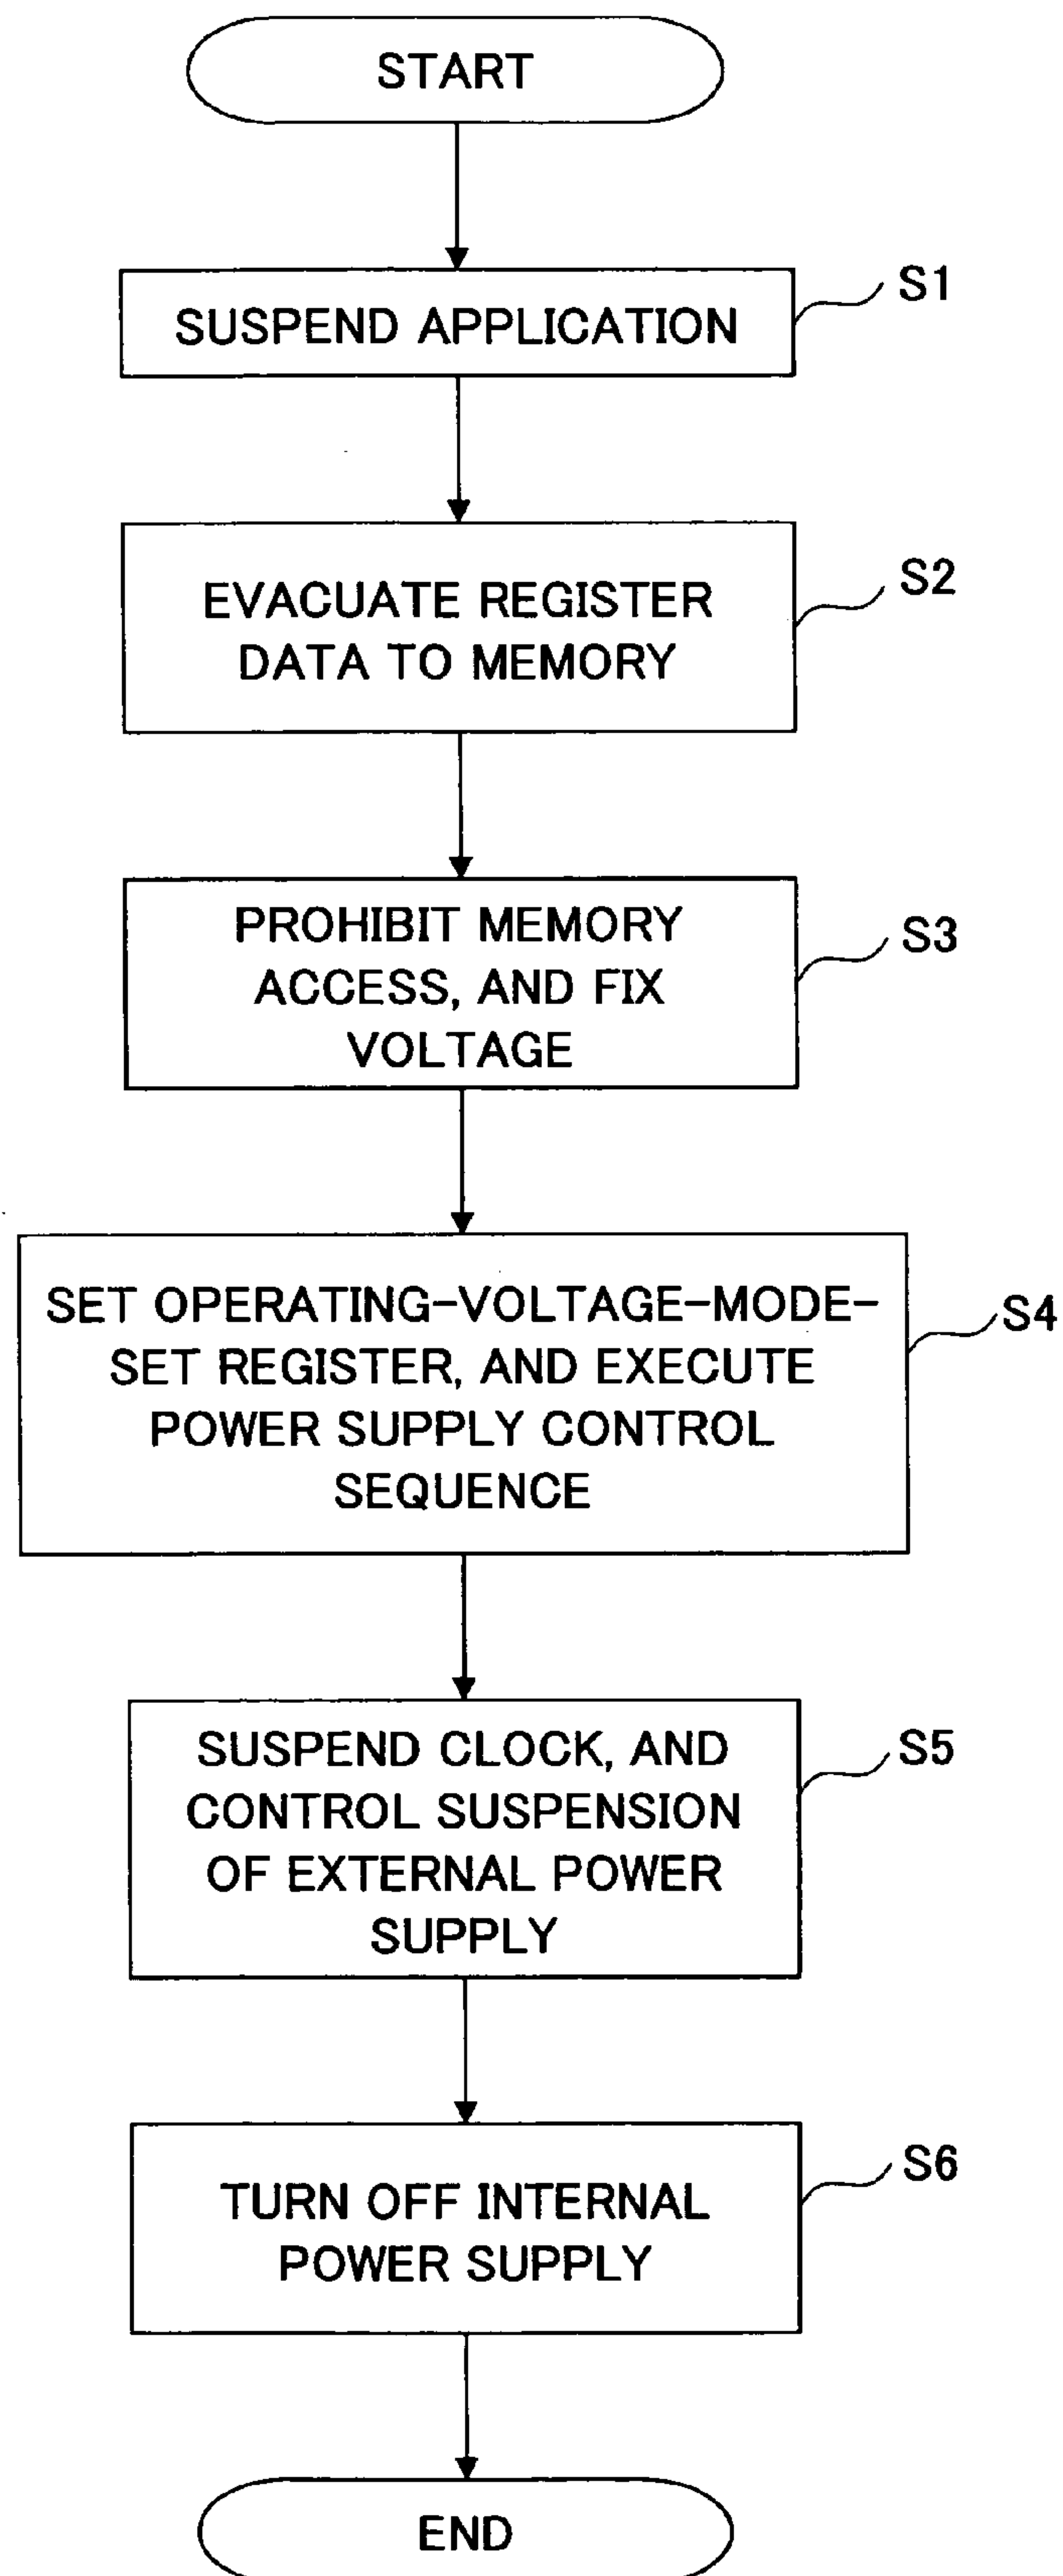 START
SUSPEND APPLICATION
S1
EVACUATE REGISTER
DATA TO MEMORY
S2
PROHIBIT MEMORY
ACCESS, AND FIX
VOLTAGE
S3
SET OPERATING-VOLTAGE-MODE-
SET REGISTER, AND EXECUTE
POWER SUPPLY CONTROL
SEQUENCE
S4
SUSPEND CLOCK, AND
CONTROL SUSPENSION
OF EXTERNAL POWER
SUPPLY
S5
TURN OFF INTERNAL
POWER SUPPLY
S6
END